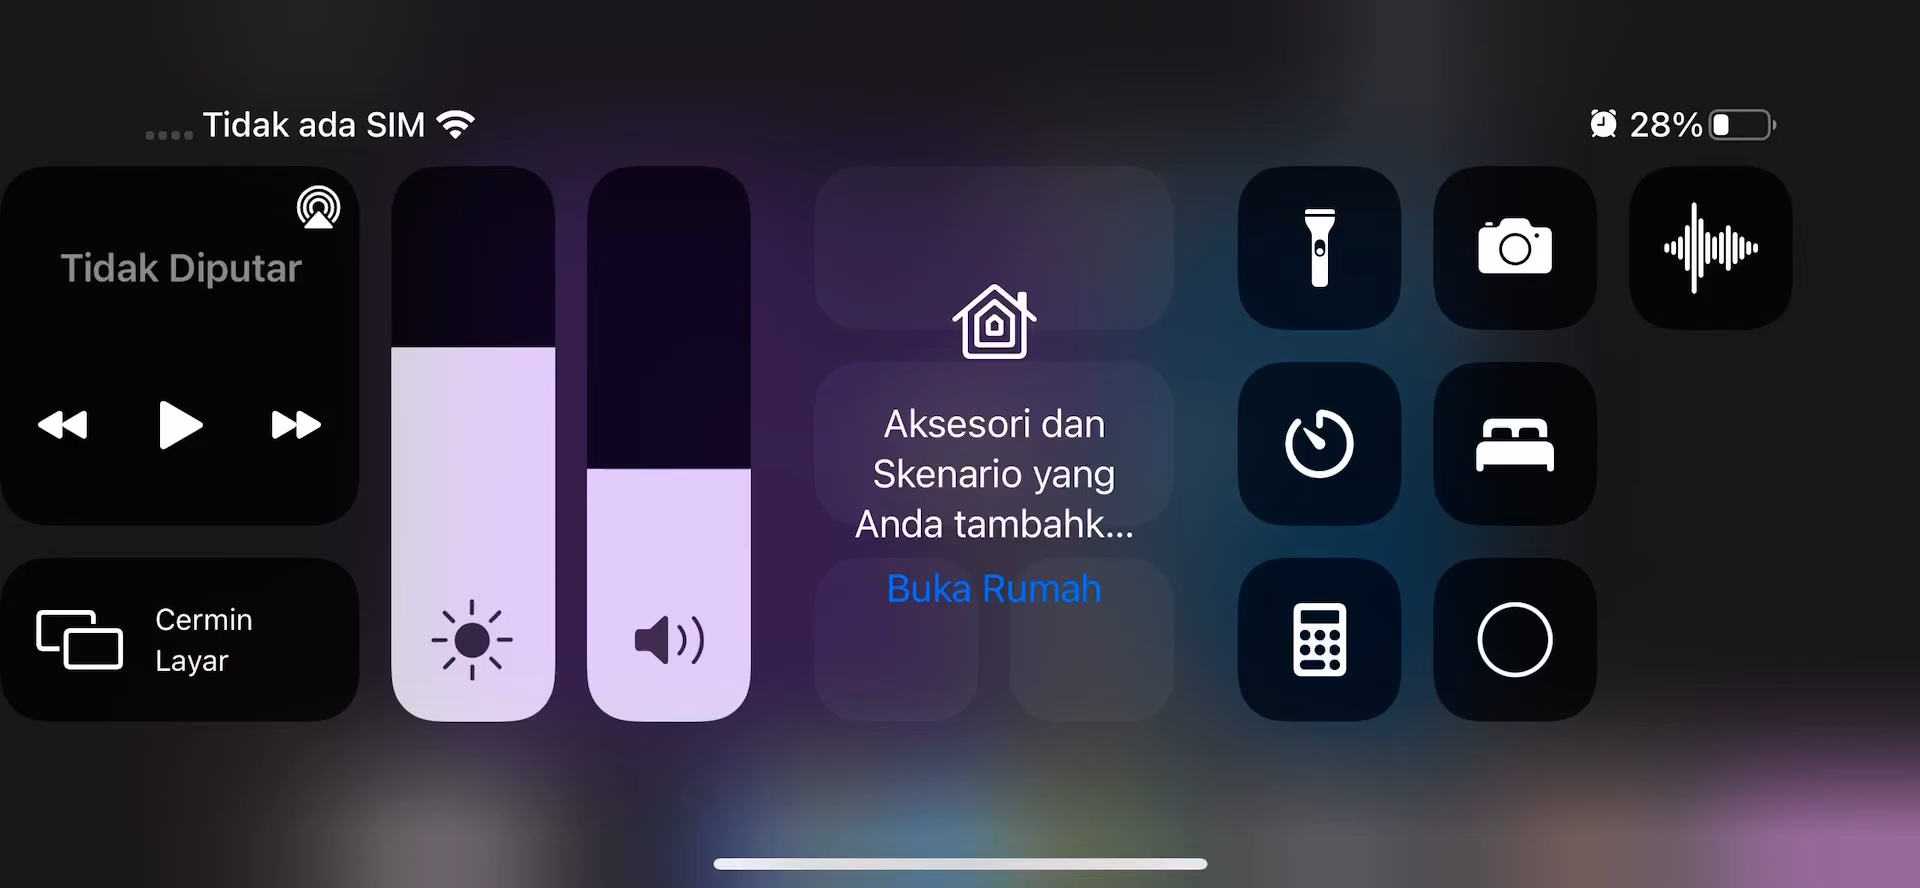 Tidak ada SIM
28%
Tidak Diputar
Cermin
Layar
Aksesori dan
Skenario yang
Anda tambahk...
Buka Rumah